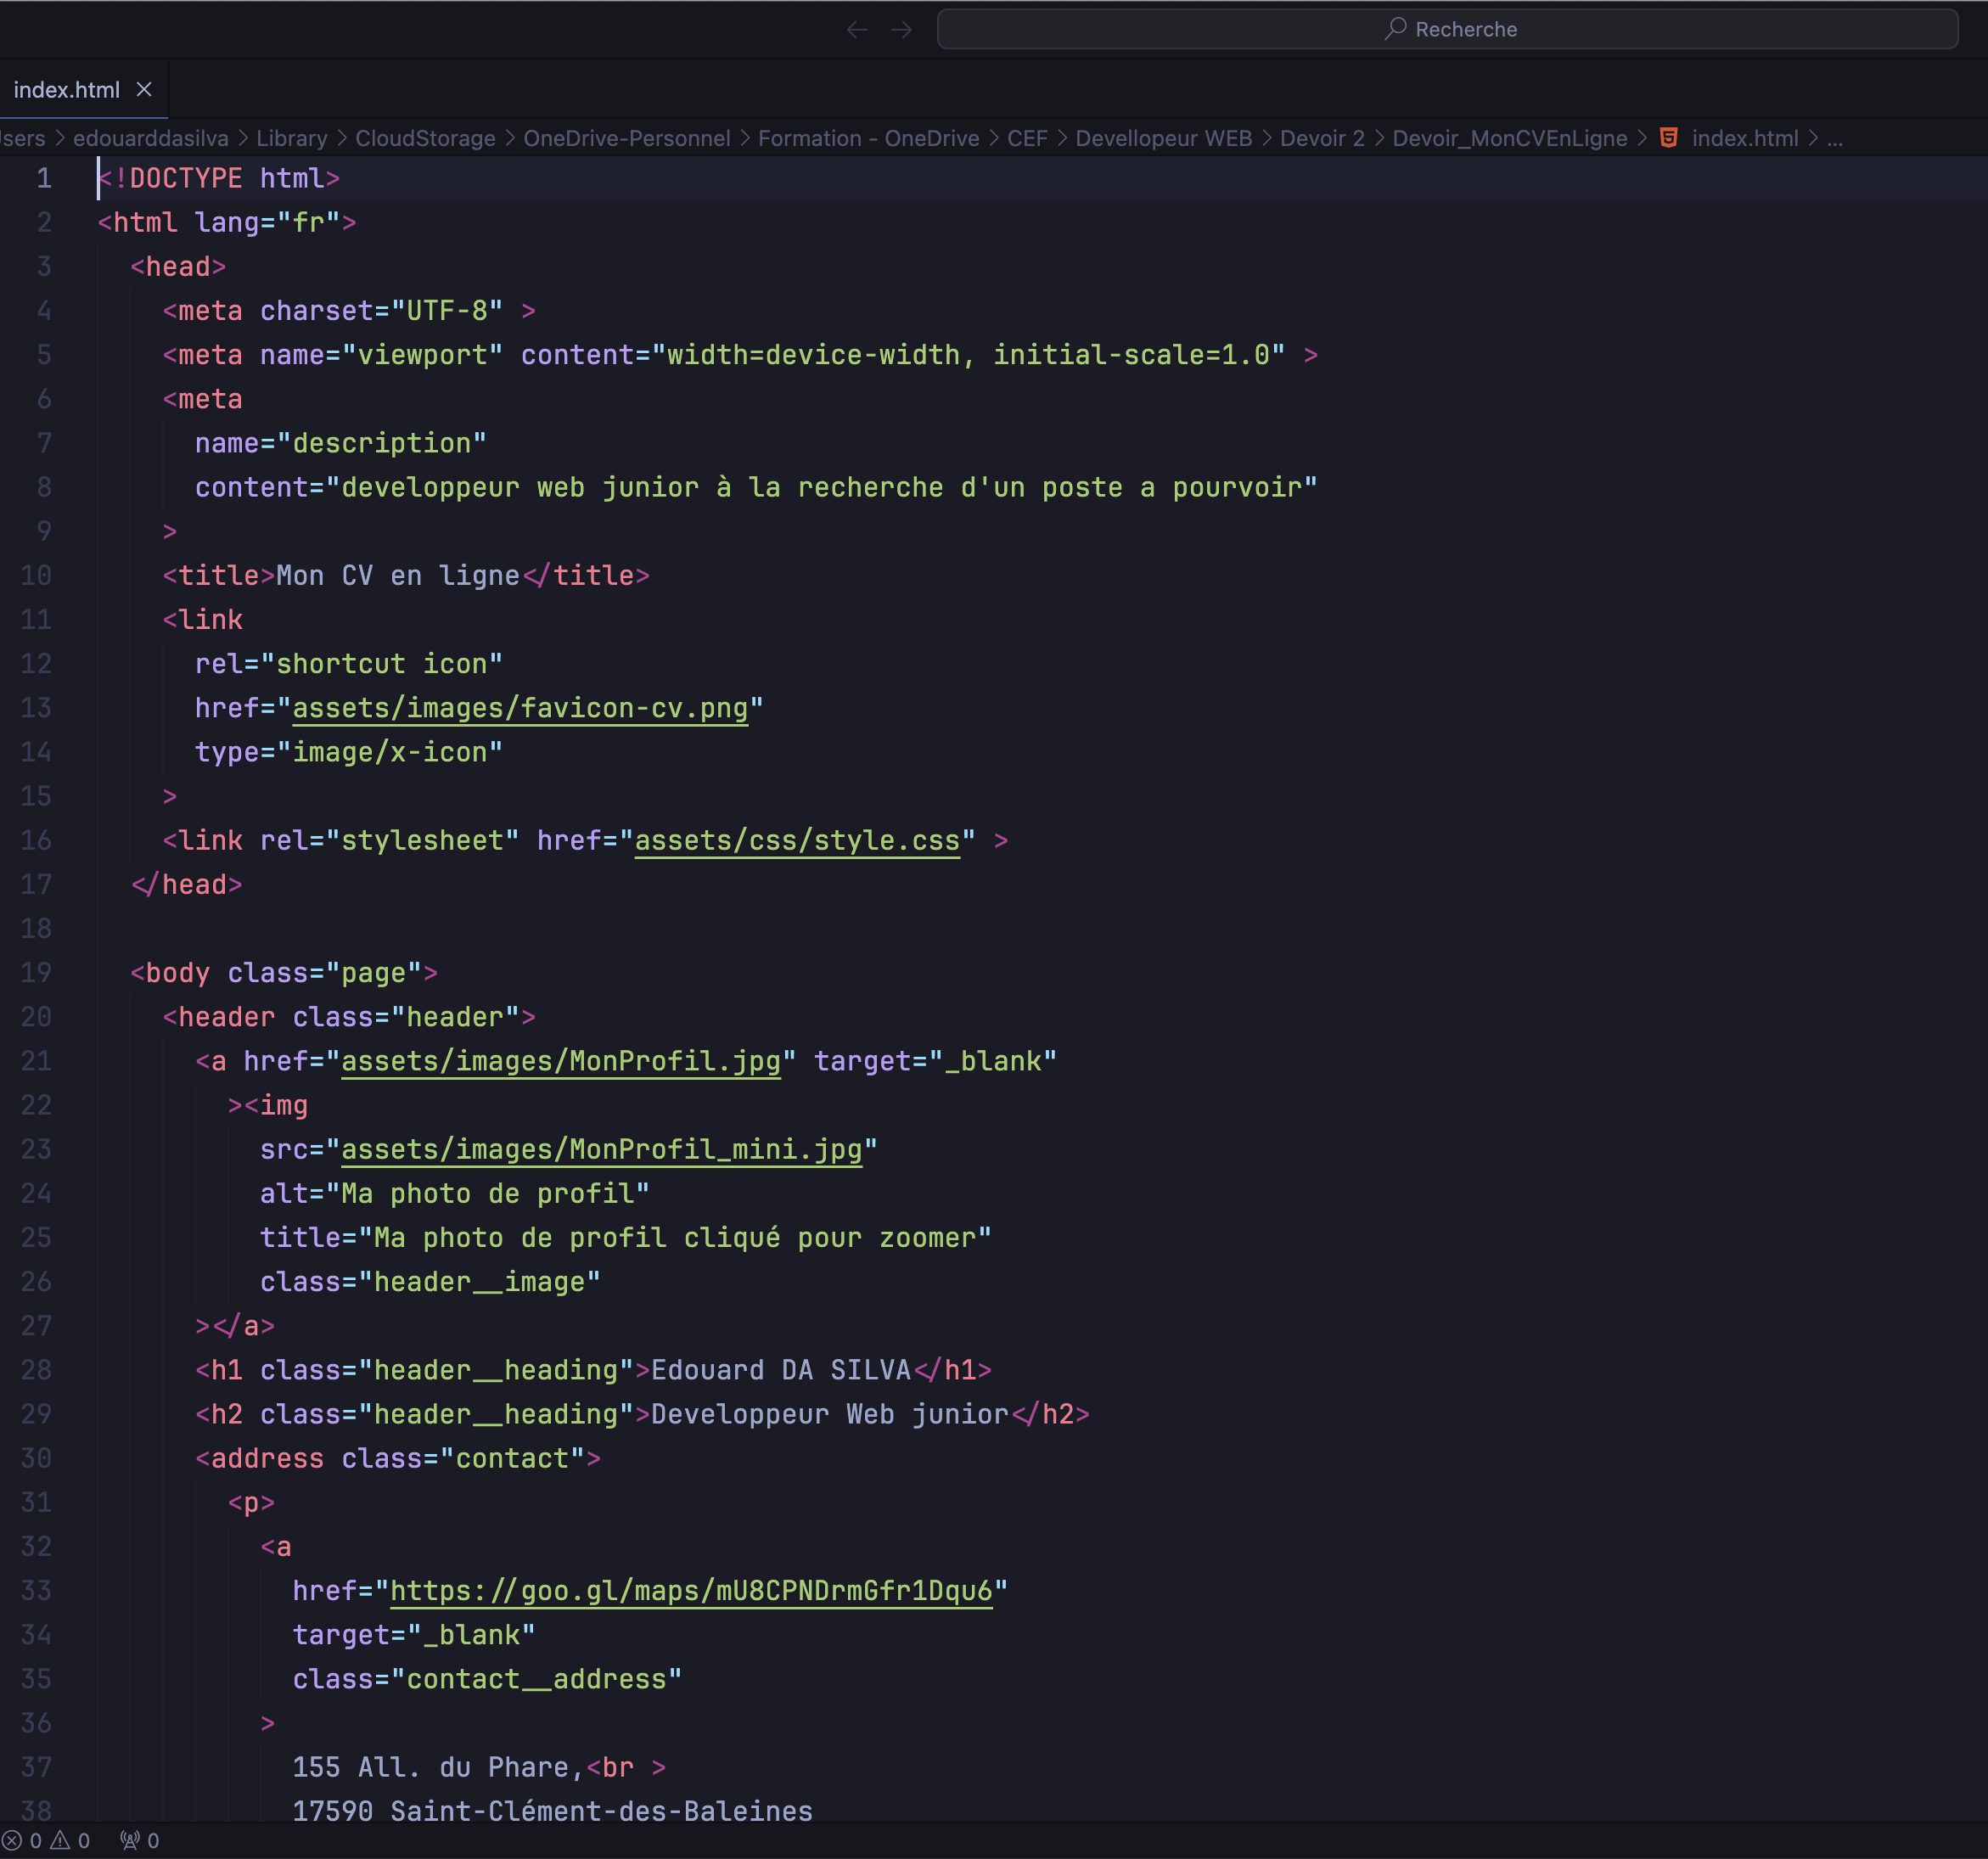 Recherche
index.html
sers > edouarddasilva > Library > CloudStorage > OneDrive-Personnel > Formation - OneDrive > CEF > Devellopeur WEB > Devoir 2 > Devoir_MonCVEnLigne > index.html > ...
1 <!DOCTYPE html>
2 <html lang="fr">
3 <head>
4 <meta charset="UTF-8" >
5 <meta name="viewport" content="width=device-width, initial-scale=1.0" >
6 <meta
7 name="description"
8 content="developpeur web junior à la recherche d'un poste a pourvoir"
9 >
10 <title>Mon CV en ligne</title>
11 <link
12 rel="shortcut icon"
13 href="assets/images/favicon-cv.png"
14 type="image/x-icon"
15 >
16 <link rel="stylesheet" href="assets/css/style.css" >
17 </head>
18
19 <body class="page">
20 <header class="header">
21 <a href="assets/images/MonProfil.jpg" target="_blank"
22 ><img
23 src="assets/images/MonProfil_mini.jpg"
24 alt="Ma photo de profil"
25 title="Ma photo de profil cliqué pour zoomer"
26 class="header__image"
27 ></a>
28 <h1 class="header__heading">Edouard DA SILVA</h1>
29 <h2 class="header__heading">Developpeur Web junior</h2>
30 <address class="contact">
31 <p>
32 <a
33 href="https://goo.gl/maps/mU8CPNDrmGfr1Dqu6"
34 target="_blank"
35 class="contact__address"
36 >
37 155 All. du Phare,<br >
38 17590 Saint-Clément-des-Baleines
0 0 0